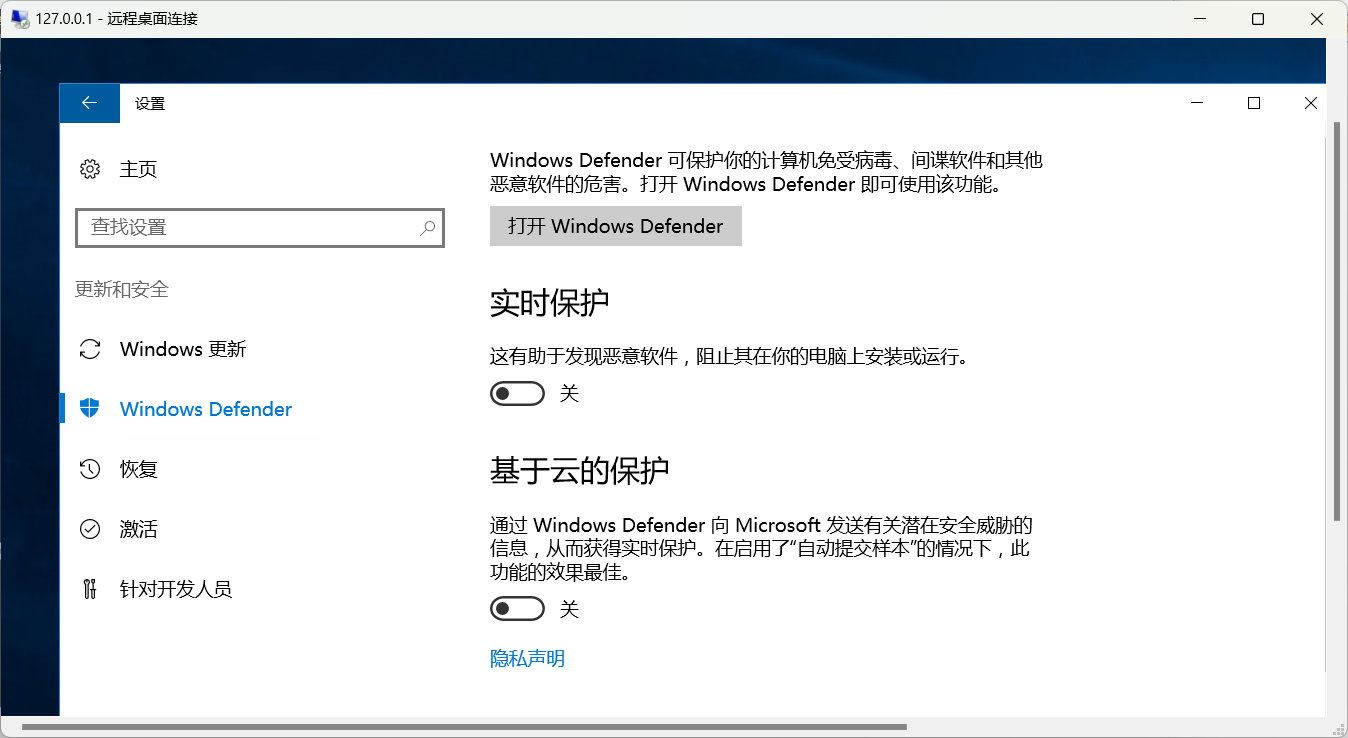 127.0.0.1 - 远程桌面连接
设置
主页
查找设置
更新和安全
Windows 更新
Windows Defender
恢复
激活
针对开发人员
Windows Defender 可保护你的计算机免受病毒、间谍软件和其他
恶意软件的危害。打开 Windows Defender 即可使用该功能。
打开 Windows Defender
实时保护
这有助于发现恶意软件，阻止其在你的电脑上安装或运行。
关
基于云的保护
通过 Windows Defender 向 Microsoft 发送有关潜在安全威胁的
信息，从而获得实时保护。在启用了“自动提交样本”的情况下，此
功能的效果最佳。
关
隐私声明